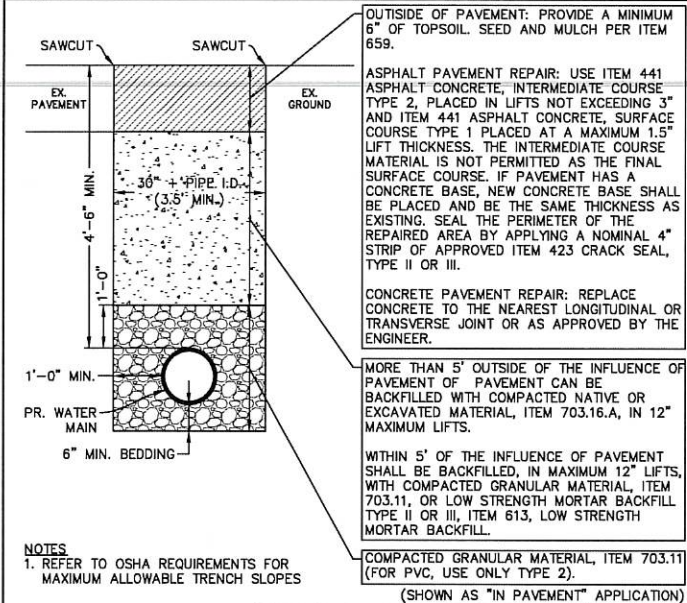 SAWCUT
SAWCUT
EX.
PAVEMENT
EX.
GROUND
4'-6" MIN.
30" + PIPE I.D.
(3.5' MIN.)
1'-0"
1'-0" MIN.
PR. WATER
MAIN
6" MIN. BEDDING
NOTES
1. REFER TO OSHA REQUIREMENTS FOR
MAXIMUM ALLOWABLE TRENCH SLOPES
OUTISIDE OF PAVEMENT: PROVIDE A MINIMUM
6" OF TOPSOIL. SEED AND MULCH PER ITEM
659.
ASPHALT PAVEMENT REPAIR: USE ITEM 441
ASPHALT CONCRETE, INTERMEDIATE COURSE
TYPE 2, PLACED IN LIFTS NOT EXCEEDING 3"
AND ITEM 441 ASPHALT CONCRETE, SURFACE
COURSE TYPE 1 PLACED AT A MAXIMUM 1.5"
LIFT THICKNESS. THE INTERMEDIATE COURSE
MATERIAL IS NOT PERMITTED AS THE FINAL
SURFACE COURSE. IF PAVEMENT HAS A
CONCRETE BASE, NEW CONCRETE BASE SHALL
BE PLACED AND BE THE SAME THICKNESS AS
EXISTING. SEAL THE PERIMETER OF THE
REPAIRED AREA BY APPLYING A NOMINAL 4"
STRIP OF APPROVED ITEM 423 CRACK SEAL,
TYPE II OR III.
CONCRETE PAVEMENT REPAIR: REPLACE
CONCRETE TO THE NEAREST LONGITUDINAL OR
TRANSVERSE JOINT OR AS APPROVED BY THE
ENGINEER.
MORE THAN 5' OUTSIDE OF THE INFLUENCE OF
PAVEMENT OF PAVEMENT CAN BE
BACKFILLED WITH COMPACTED NATIVE OR
EXCAVATED MATERIAL, ITEM 703.16.A, IN 12"
MAXIMUM LIFTS.
WITHIN 5' OF THE INFLUENCE OF PAVEMENT
SHALL BE BACKFILLED, IN MAXIMUM 12" LIFTS,
WITH COMPACTED GRANULAR MATERIAL, ITEM
703.11, OR LOW STRENGTH MORTAR BACKFILL
TYPE II OR III, ITEM 613, LOW STRENGTH
MORTAR BACKFILL.
COMPACTED GRANULAR MATERIAL, ITEM 703.11
(FOR PVC, USE ONLY TYPE 2).
(SHOWN AS "IN PAVEMENT" APPLICATION)